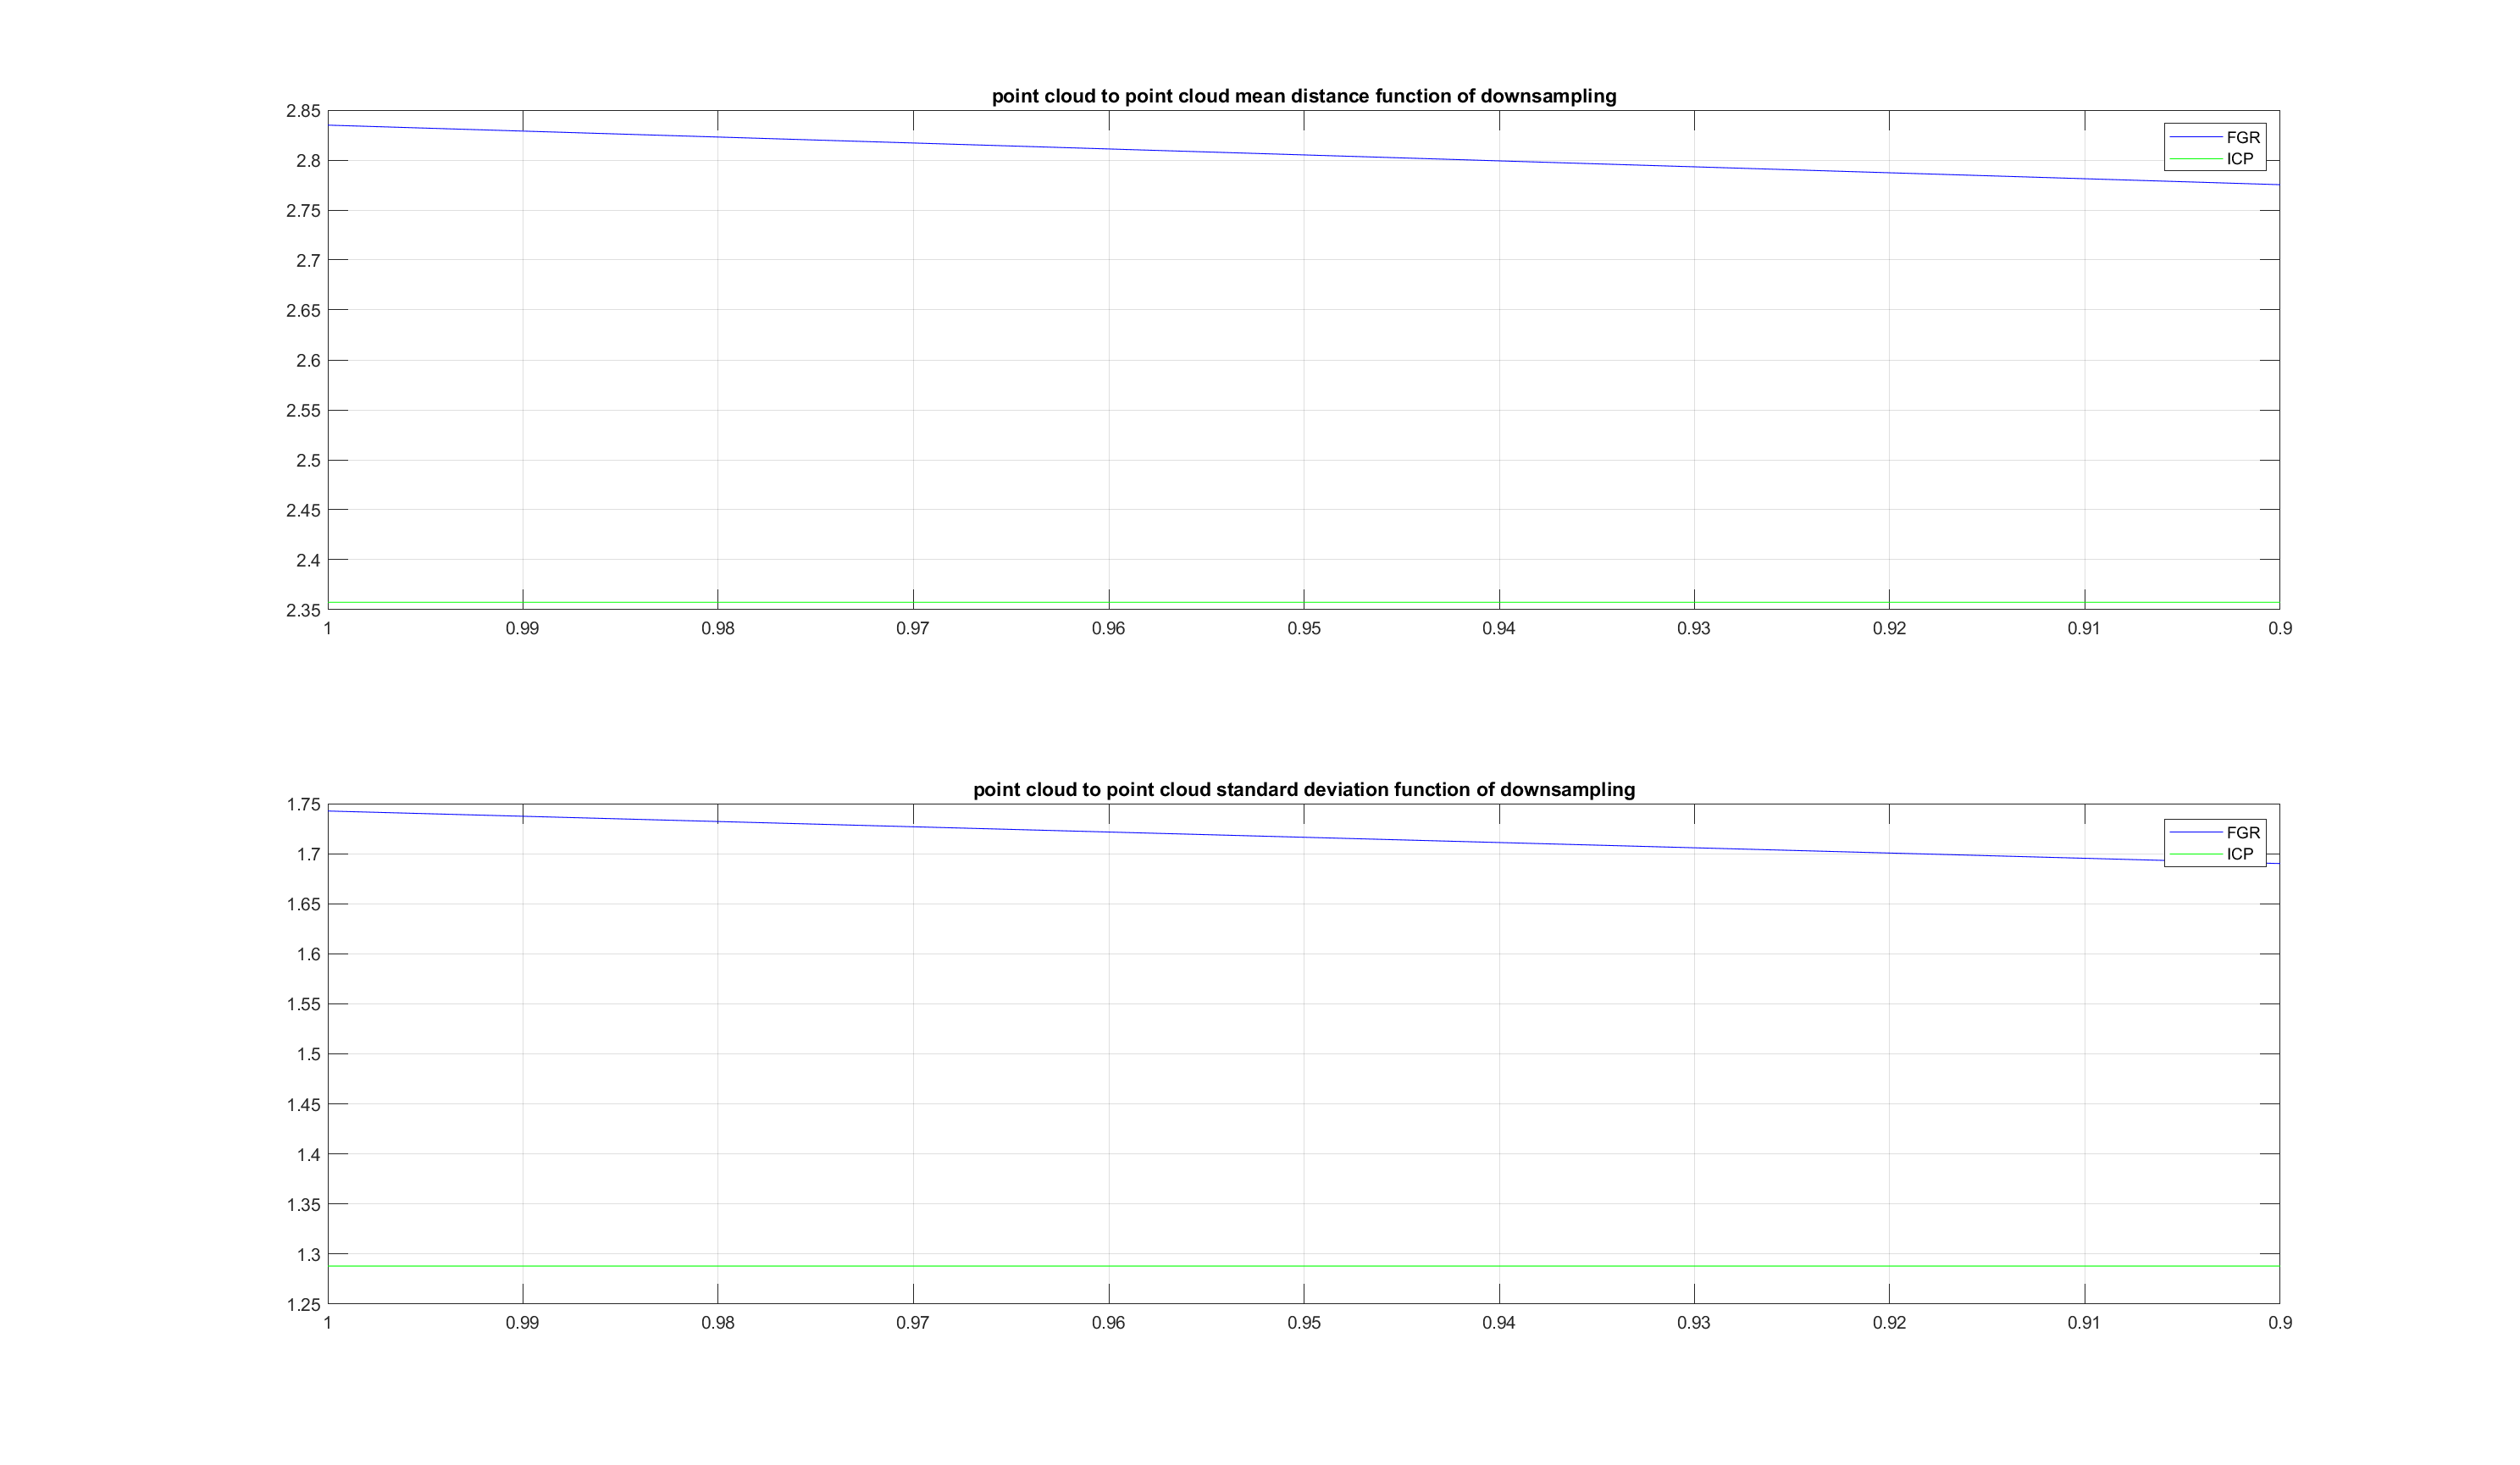 point cloud to point cloud mean distance function of downsampling
2.85
2.8
2.75
2.7
2.65
2.6
2.55
2.5
2.45
2.4
2.35
FGR
ICP
1 0.99 0.98 0.97 0.96 0.95 0.94 0.93 0.92 0.91 0.9
point cloud to point cloud standard deviation function of downsampling
1.75
1.7
1.65
1.6
1.55
1.5
1.45
1.4
1.35
1.3
1.25
FGR
ICP
1 0.99 0.98 0.97 0.96 0.95 0.94 0.93 0.92 0.91 0.9